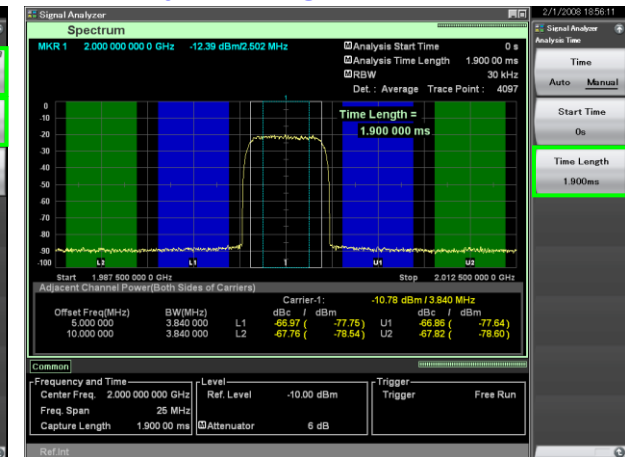 Signal Analyzer
2/1/2008 18:56:11
Spectrum
MKR 1 2.000 000 000 0 GHz -12.39 dBm/2.502 MHz
M Analysis Start Time 0 s
M Analysis Time Length 1.900 00 ms
M RBW 30 kHz
Det. : Average Trace Point : 4097
Signal Analyzer
Analysis Time
Time
Auto Manual
Start Time
0s
Time Length
1.900ms
1
Time Length =
1.900 000 ms
0
-10
-20
-30
-40
-50
-60
-70
-80
-90
-100
L2 L1 1 U1 U2
Start 1.987 500 000 0 GHz Stop 2.012 500 000 0 GHz
Adjacent Channel Power(Both Sides of Carriers)
Carrier-1: -10.78 dBm / 3.840 MHz
Offset Freq(MHz) BW(MHz) dBc / dBm dBc / dBm
5.000 000 3.840 000 L1 -66.97 ( -77.75) U1 -66.86 ( -77.64)
10.000 000 3.840 000 L2 -67.76 ( -78.54) U2 -67.82 ( -78.60)
Common
Frequency and Time
Center Freq. 2.000 000 000 GHz
Freq. Span 25 MHz
Capture Length 1.900 00 ms
Level
Ref. Level -10.00 dBm
M Attenuator 6 dB
Trigger
Trigger Free Run
Ref.Int